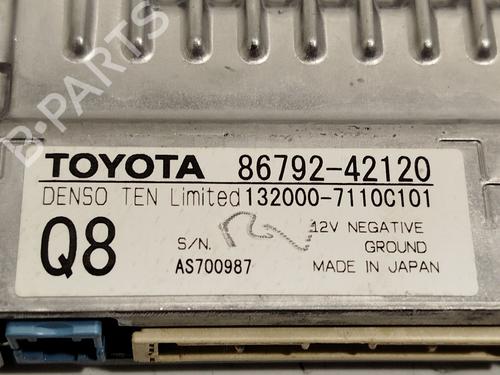 B-PARTS
TOYOTA 86792-42120
DENSO TEN Limited 132000-7110C101
Q8 S/N. 12V NEGATIVE
GROUND
AS700987 MADE IN JAPAN